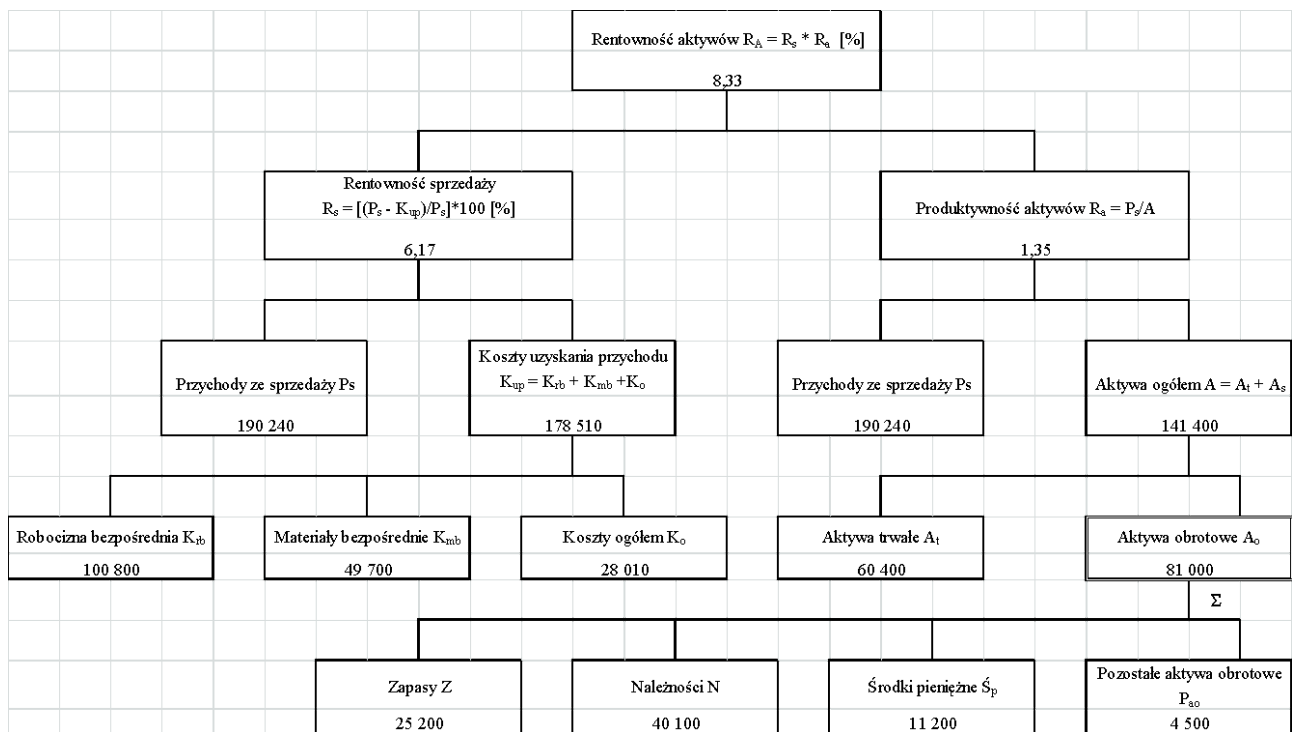 Rentowność aktywów R_A = R_s * R_a [%]
8,33
Rentowność sprzedaży
R_s = [(P_s - K_up)/P_s]*100 [%]
6,17
Produktywność aktywów R_a = P_s/A
1,35
Przychody ze sprzedaży Ps
190 240
Koszty uzyskania przychodu
K_up = K_rb + K_mb +K_o
178 510
Przychody ze sprzedaży Ps
190 240
Aktywa ogółem A = A_t + A_s
141 400
Robocizna bezpośrednia K_rb
100 800
Materiały bezpośrednie K_mb
49 700
Koszty ogółem K_o
28 010
Aktywa trwałe A_t
60 400
Aktywa obrotowe A_o
81 000
Σ
Zapasy Z
25 200
Należności N
40 100
Środki pieniężne Ś_p
11 200
Pozostałe aktywa obrotowe
P_ao
4 500